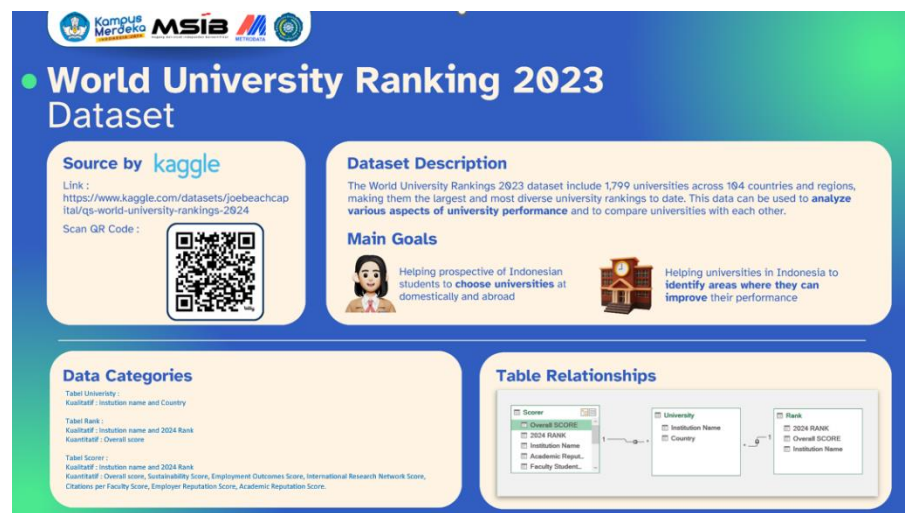 Kampus
Merdeka
INDONESIA JAYA
MSIB
METRODATA
World University Ranking 2023
Dataset
Source by kaggle
Link :
https://www.kaggle.com/datasets/joebeachcap
ital/qs-world-university-rankings-2024
Scan QR Code :
Dataset Description
The World University Rankings 2023 dataset include 1,799 universities across 104 countries and regions,
making them the largest and most diverse university rankings to date. This data can be used to analyze
various aspects of university performance and to compare universities with each other.
Main Goals
Helping prospective of Indonesian
students to choose universities at
domestically and abroad
Helping universities in Indonesia to
identify areas where they can
improve their performance
Data Categories
Tabel Univeristy :
Kualitatif : Instution name and Country
Tabel Rank :
Kualitatif : Instution name and 2024 Rank
Kuantitatif : Overall score
Tabel Scorer :
Kualitatif : Instution name and 2024 Rank
Kuantitatif : Overall score, Sustainability Score, Employment Outcomes Score, International Research Network Score,
Citations per Faculty Score, Employer Reputation Score, Academic Reputation Score.
Table Relationships
Scorer
Overall SCORE
2024 RANK
Institution Name
Academic Reput..
Faculty Student..
1
*
University
Institution Name
Country
*
1
Rank
2024 RANK
Overall SCORE
Institution Name